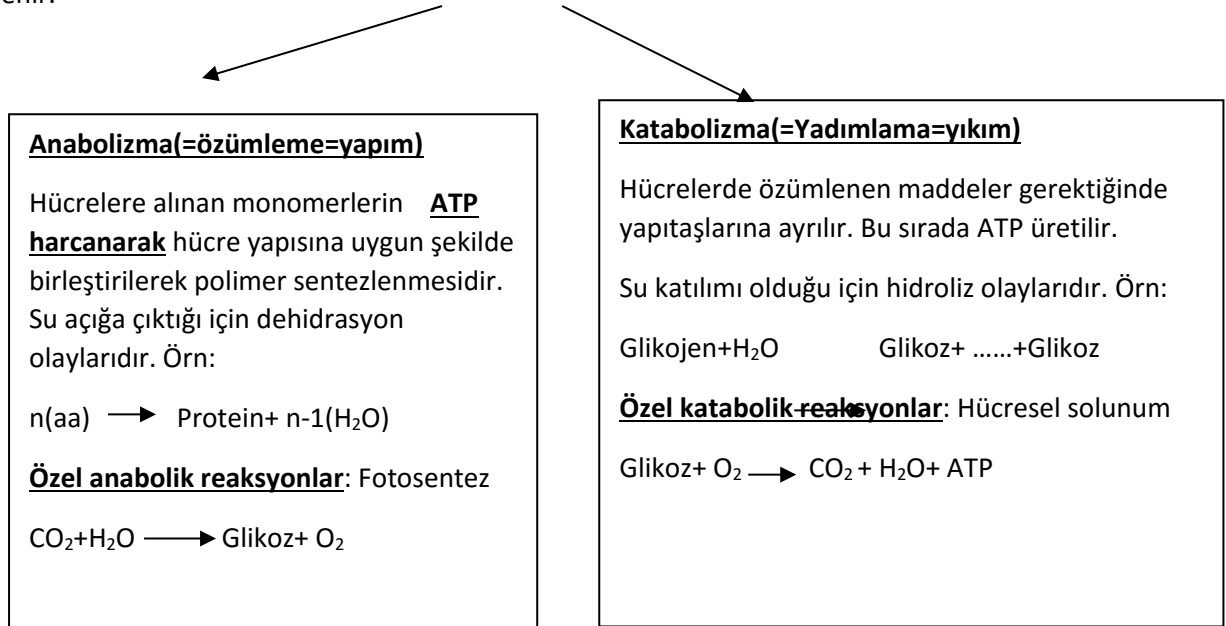 enir.
Anabolizma(=özümleme=yapım)
Hücrelere alınan monomerlerin ATP
harcanarak hücre yapısına uygun şekilde
birleştirilerek polimer sentezlenmesidir.
Su açığa çıktığı için dehidrasyon
olaylarıdır. Örn:
n(aa) → Protein+ n-1(H₂O)
Özel anabolik reaksyonlar: Fotosentez
CO₂+H₂O → Glikoz+ O₂
Katabolizma(=Yadımlama=yıkım)
Hücrelerde özümlenen maddeler gerektiğinde
yapıtaşlarına ayrılır. Bu sırada ATP üretilir.
Su katılımı olduğu için hidroliz olaylarıdır. Örn:
Glikojen+H₂O Glikoz+ ……+Glikoz
Özel katabolik reaksyonlar: Hücresel solunum
Glikoz+ O₂ → CO₂ + H₂O+ ATP